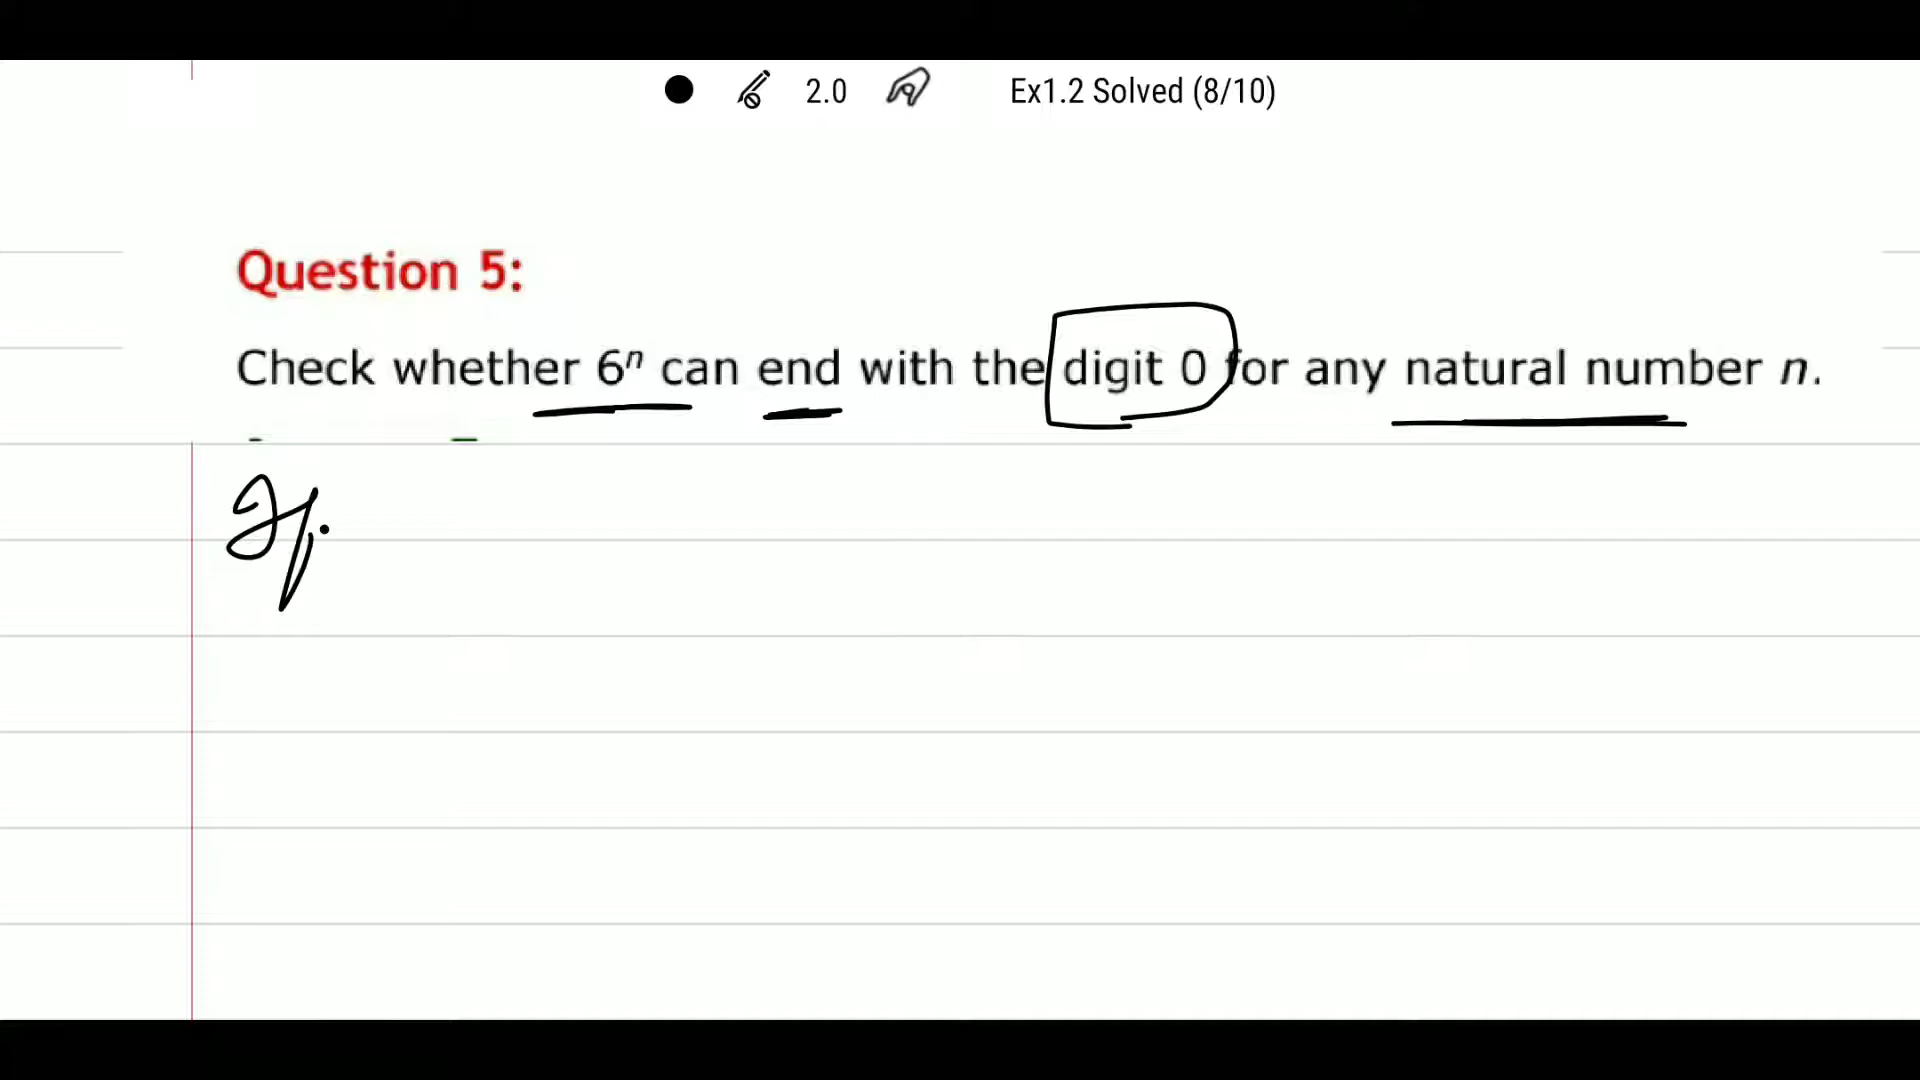 2.0 Ex1.2 Solved (8/10)
Question 5:
Check whether 6ⁿ can end with the digit 0 for any natural number n.
If